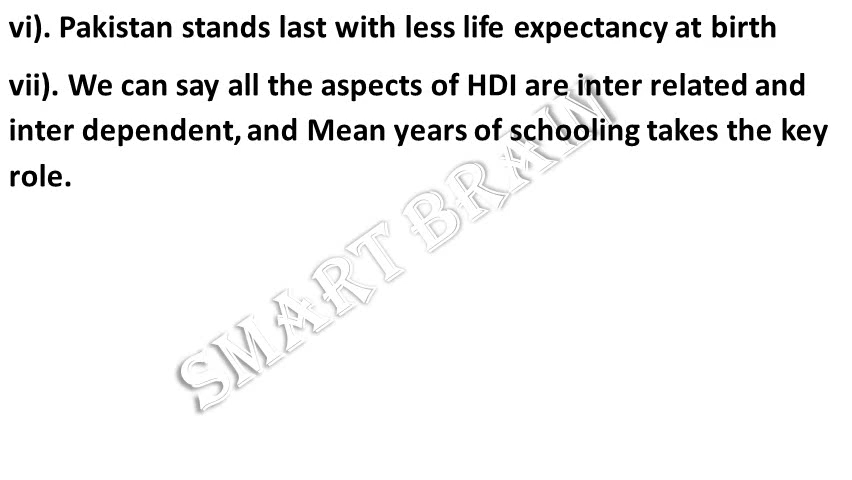 vi). Pakistan stands last with less life expectancy at birth
vii). We can say all the aspects of HDI are inter related and
inter dependent, and Mean years of schooling takes the key
role.
SMART BRAIN